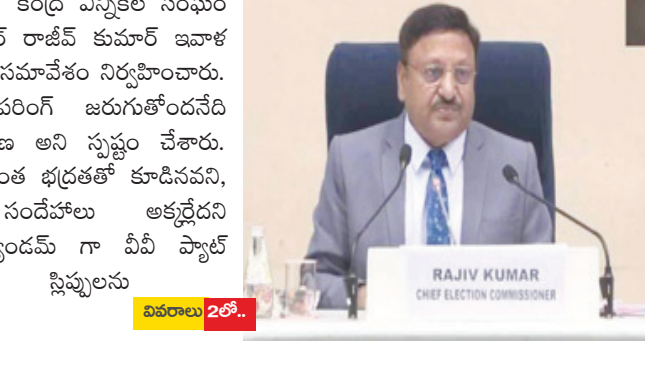 కేంద్ర ఎన్నికల సంఘం
రాజీవ్ కుమార్ ఇవాళ
సమావేశం నిర్వహించారు.
జరుగుతోందనేది
అని స్పష్టం చేశారు.
భద్రతతో కూడినవని,
సందేహాలు అక్కర్లేదని
గా వీవీ ప్యాట్
స్లిప్పులను
వివరాలు 2లో..
RAJIV KUMAR
CHIEF ELECTION COMMISSIONER